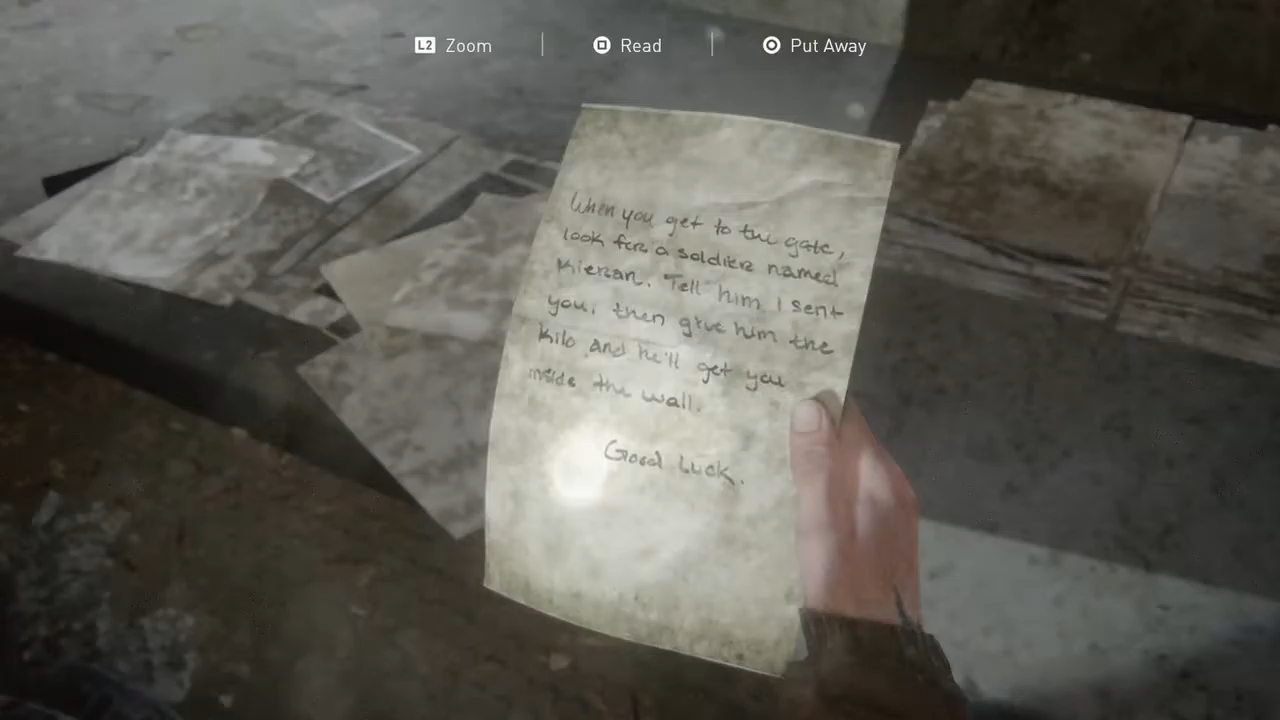 L2 Zoom | Read | Put Away
When you get to the gate,
look for a soldier named
Kieran. Tell him I sent
you, then give him the
kilo and he'll get you
inside the wall.
Good Luck.